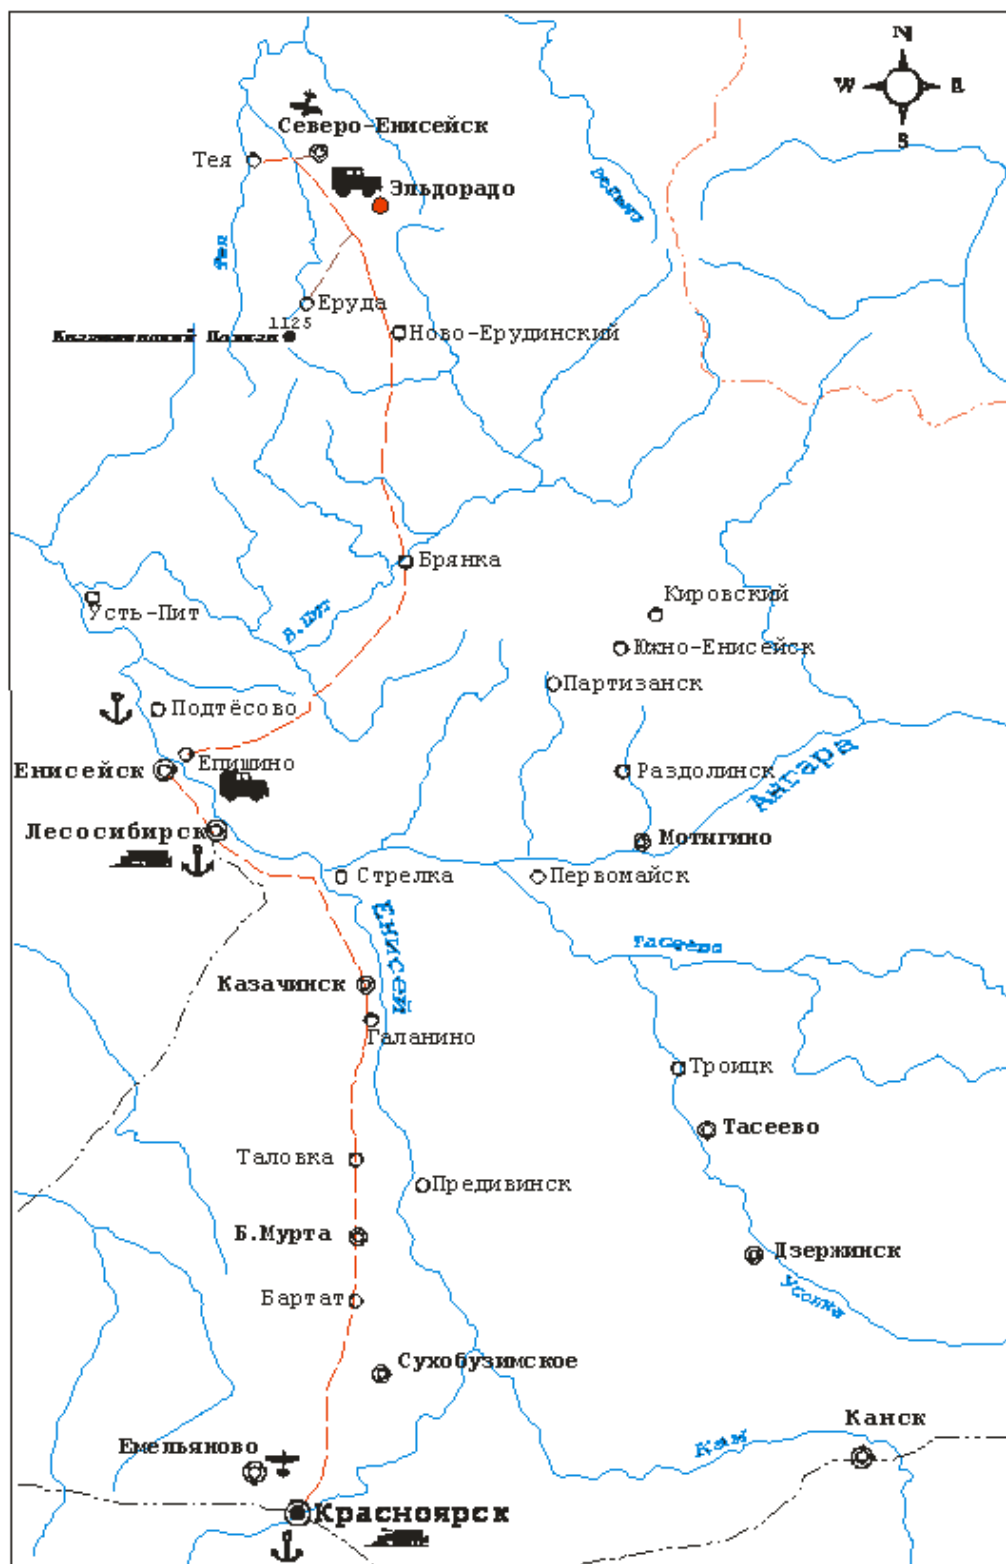 N
W
E
S
Северо-Енисейск
Тея
Эльдорадо
Тея
Еруда
1125
Ново-Ерудинский
Брянка
Усть-Пит
Б.Пит
Кировский
Южно-Енисейск
Партизанск
Подтёсово
Епишино
Енисейск
Раздолинск
Ангара
Лесосибирск
Мотыгино
Стрелка
Первомайск
Енисей
Тасеева
Казачинск
Галанино
Троицк
Тасеево
Таловка
Предивинск
Б.Мурта
Дзержинск
Усолка
Бартат
Сухобузимское
Канск
Кан
Емельяново
Красноярск